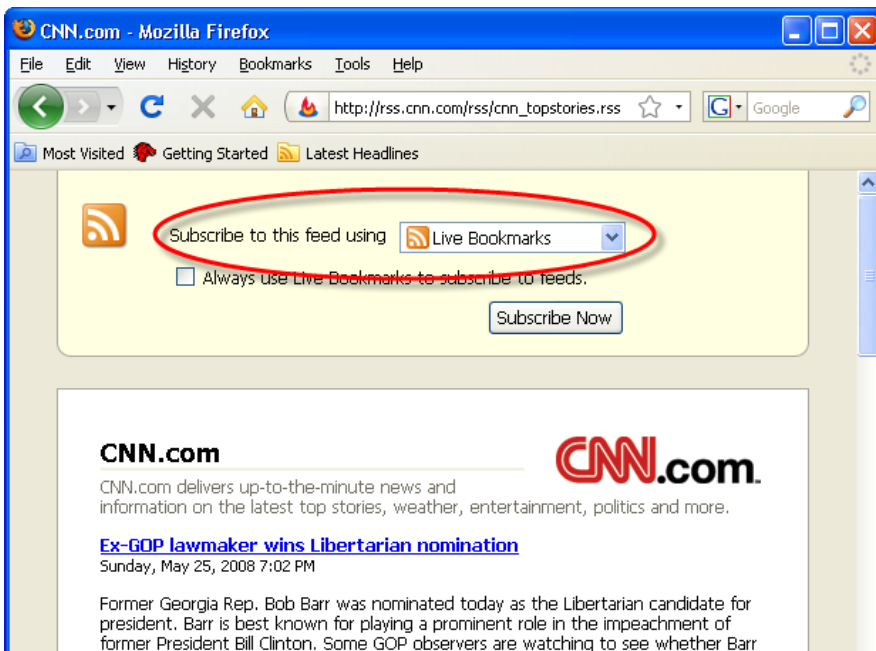 CNN.com - Mozilla Firefox
File Edit View History Bookmarks Tools Help
http://rss.cnn.com/rss/cnn_topstories.rss G Google
Most Visited Getting Started Latest Headlines
Subscribe to this feed using Live Bookmarks
Always use Live Bookmarks to subscribe to feeds.
Subscribe Now
CNN.com
CNN.com
CNN.com delivers up-to-the-minute news and
information on the latest top stories, weather, entertainment, politics and more.
Ex-GOP lawmaker wins Libertarian nomination
Sunday, May 25, 2008 7:02 PM
Former Georgia Rep. Bob Barr was nominated today as the Libertarian candidate for
president. Barr is best known for playing a prominent role in the impeachment of
former President Bill Clinton. Some GOP observers are watching to see whether Barr